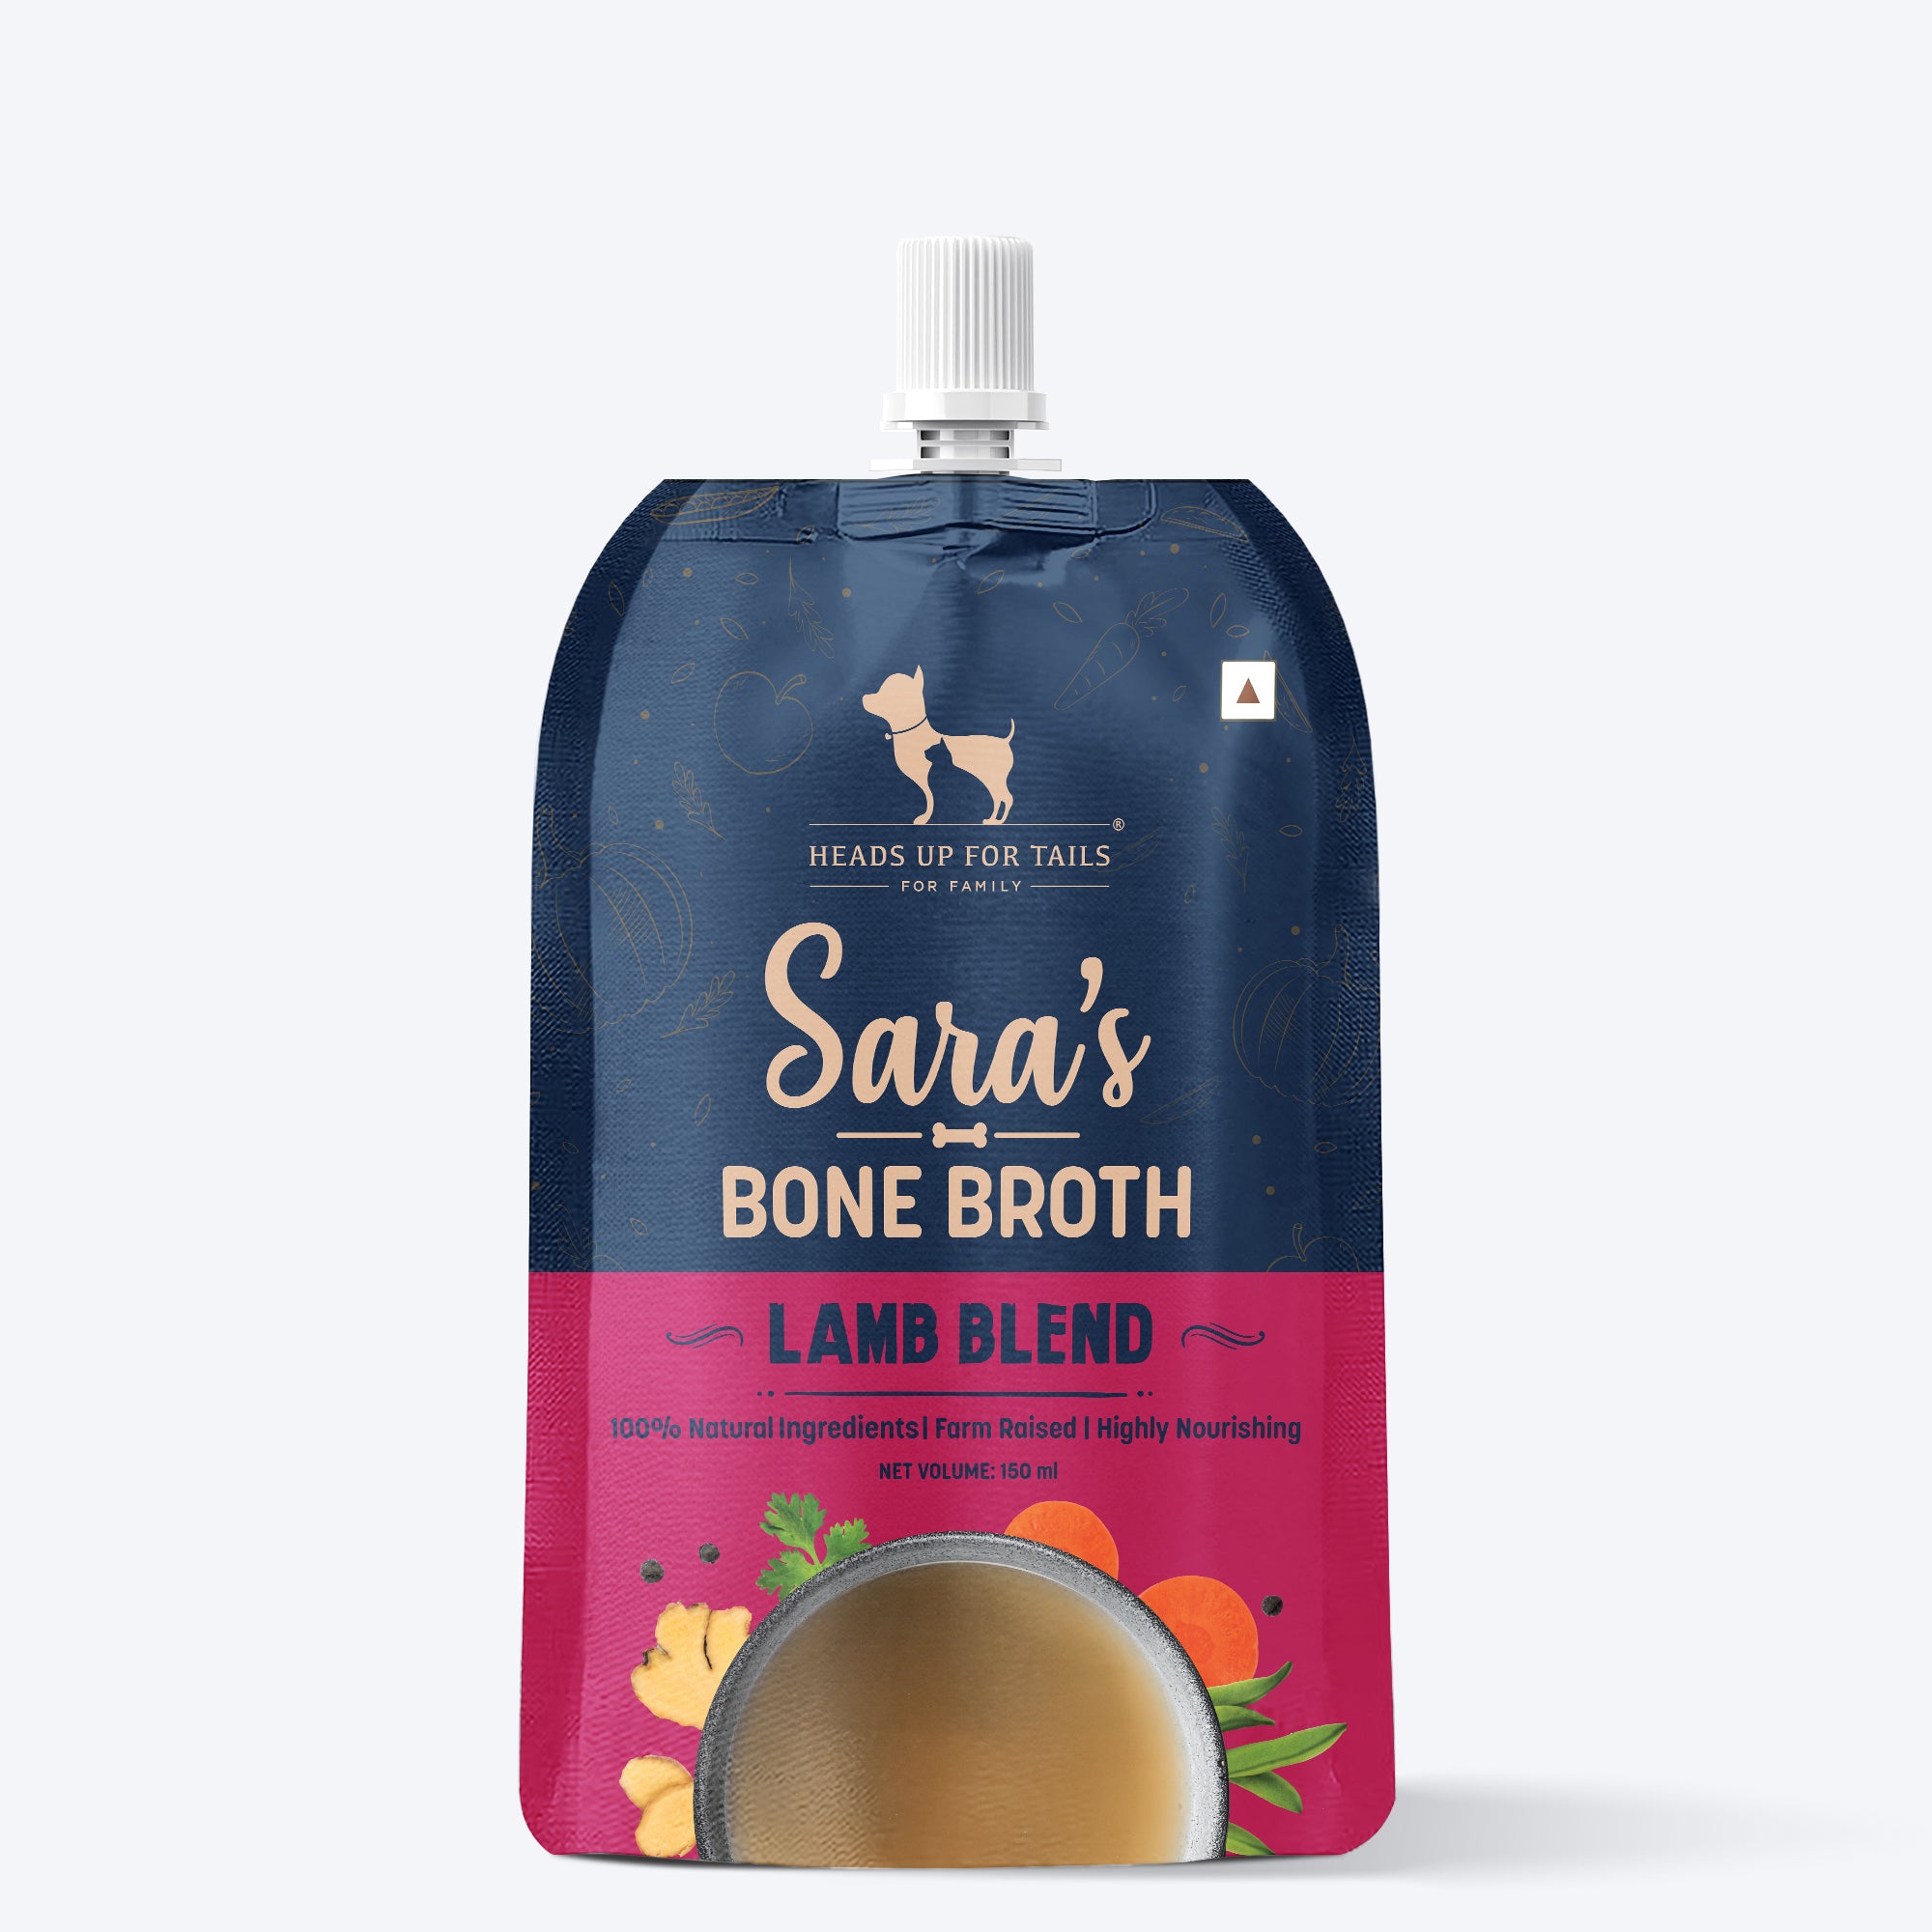 ®
HEADS UP FOR TAILS
FOR FAMILY
Sara's
BONE BROTH
LAMB BLEND
100% Natural Ingredients| Farm Raised | Highly Nourishing
NET VOLUME: 150 ml